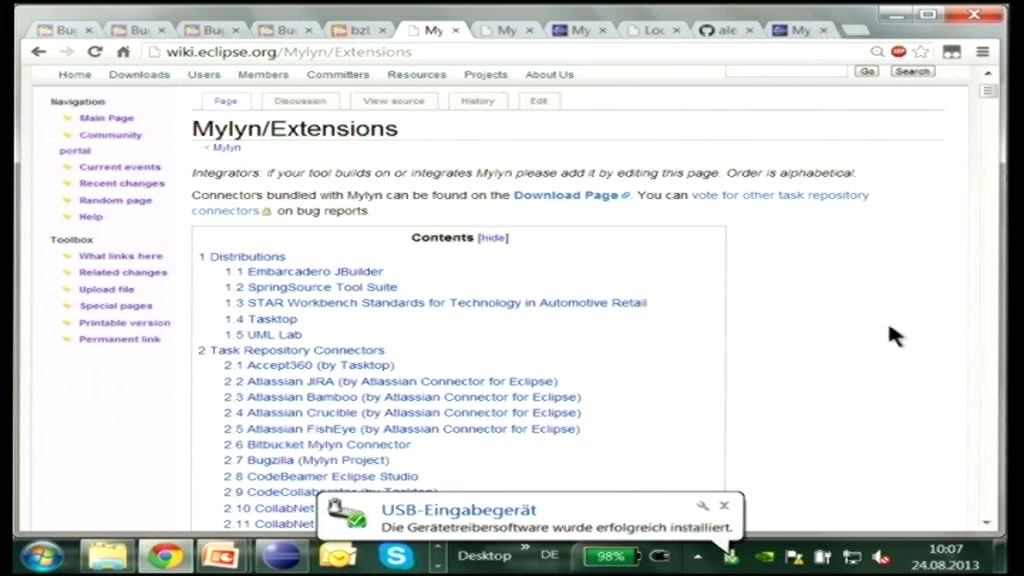 Bu
Bu
Bu
Bu
bzl
My
My
My
Loc
ale
My
wiki.eclipse.org/Mylyn/Extensions
Home Downloads Users Members Committers Resources Projects About Us
Go Search
Navigation
Main Page
Community
portal
Current events
Recent changes
Random page
Help
Toolbox
What links here
Related changes
Upload file
Special pages
Printable version
Permanent link
Page Discussion View source History Edit
Mylyn/Extensions
< Mylyn
Integrators: if your tool builds on or integrates Mylyn please add it by editing this page. Order is alphabetical.
Connectors bundled with Mylyn can be found on the Download Page. You can vote for other task repository
connectors on bug reports.
Contents [hide]
1 Distributions
1.1 Embarcadero JBuilder
1.2 SpringSource Tool Suite
1.3 STAR Workbench Standards for Technology in Automotive Retail
1.4 Tasktop
1.5 UML Lab
2 Task Repository Connectors
2.1 Accept360 (by Tasktop)
2.2 Atlassian JIRA (by Atlassian Connector for Eclipse)
2.3 Atlassian Bamboo (by Atlassian Connector for Eclipse)
2.4 Atlassian Crucible (by Atlassian Connector for Eclipse)
2.5 Atlassian FishEye (by Atlassian Connector for Eclipse)
2.6 Bitbucket Mylyn Connector
2.7 Bugzilla (Mylyn Project)
2.8 CodeBeamer Eclipse Studio
2.9 CodeCollaborator (by Tasktop)
2.10 CollabNet
2.11 CollabNet
USB-Eingabegerät
Die Gerätetreibersoftware wurde erfolgreich installiert.
Desktop » DE 98%
10:07
24.08.2013